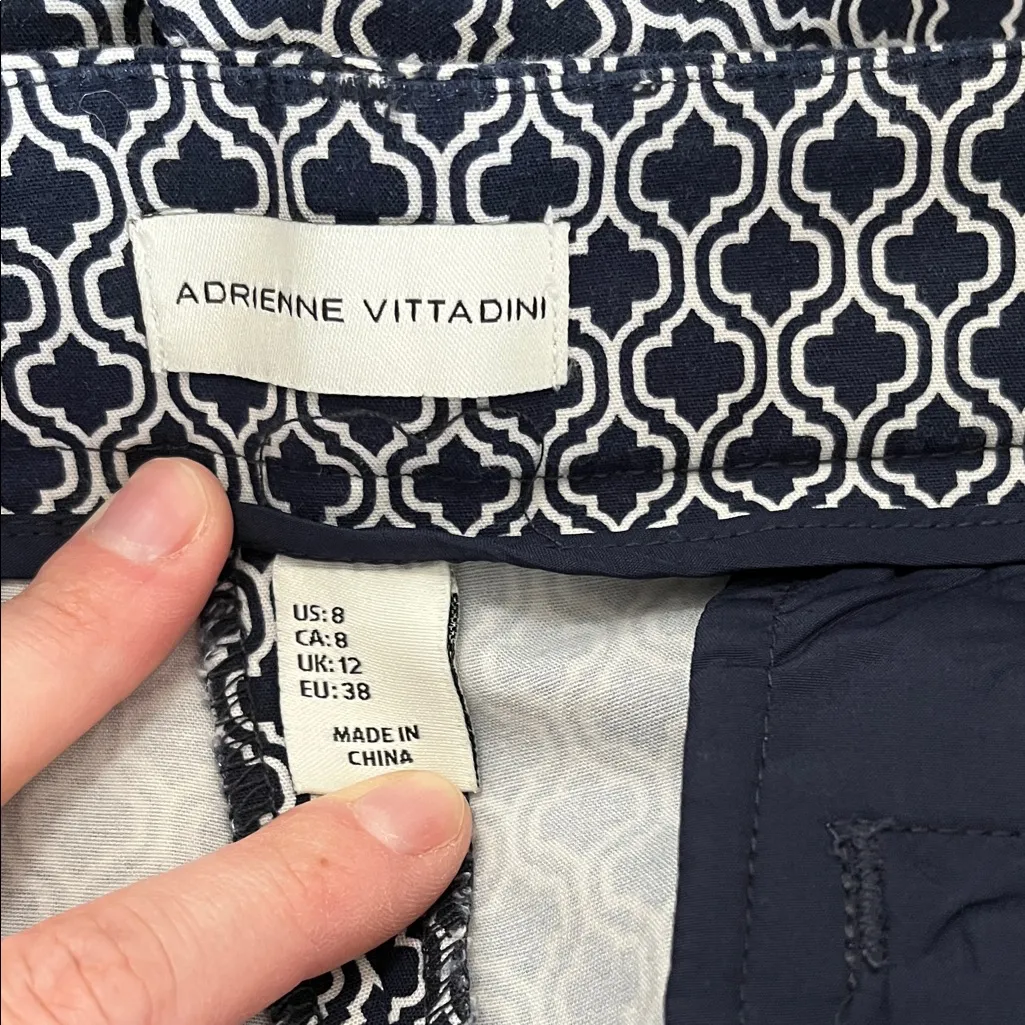 ADRIENNE VITTADINI
US: 8
CA: 8
UK: 12
EU: 38
MADE IN
CHINA